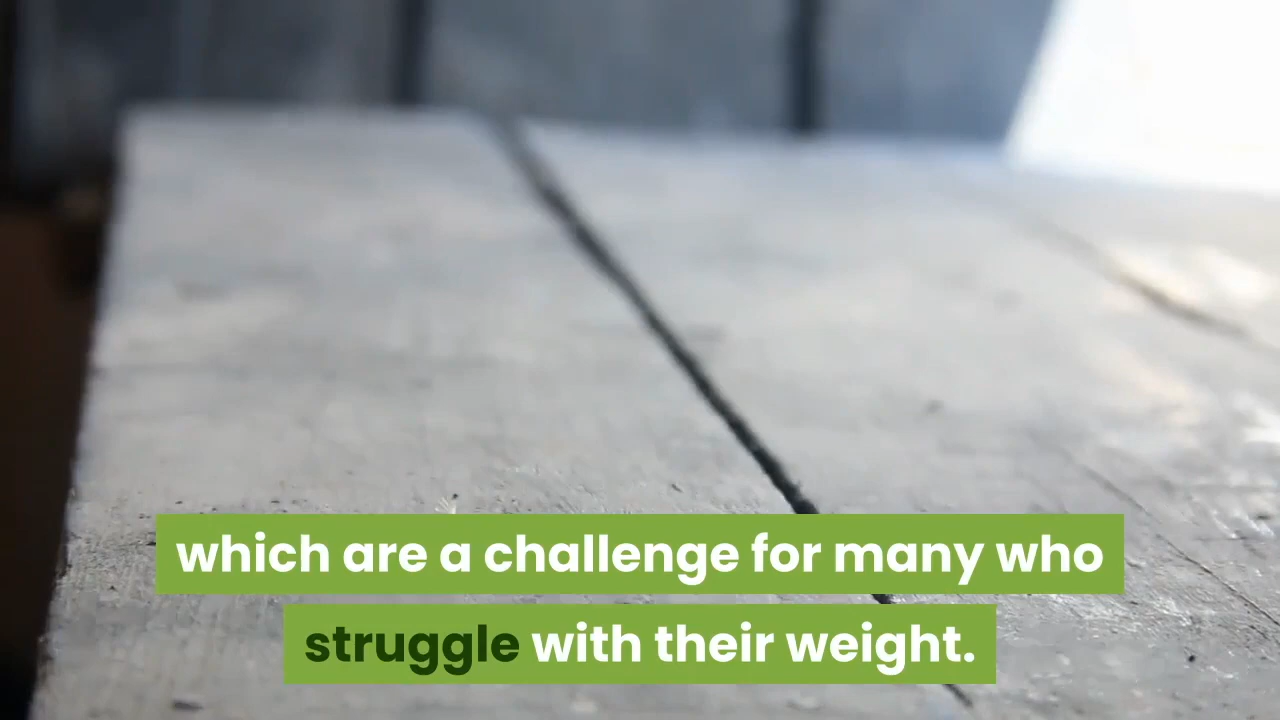 which are a challenge for many who
struggle with their weight.